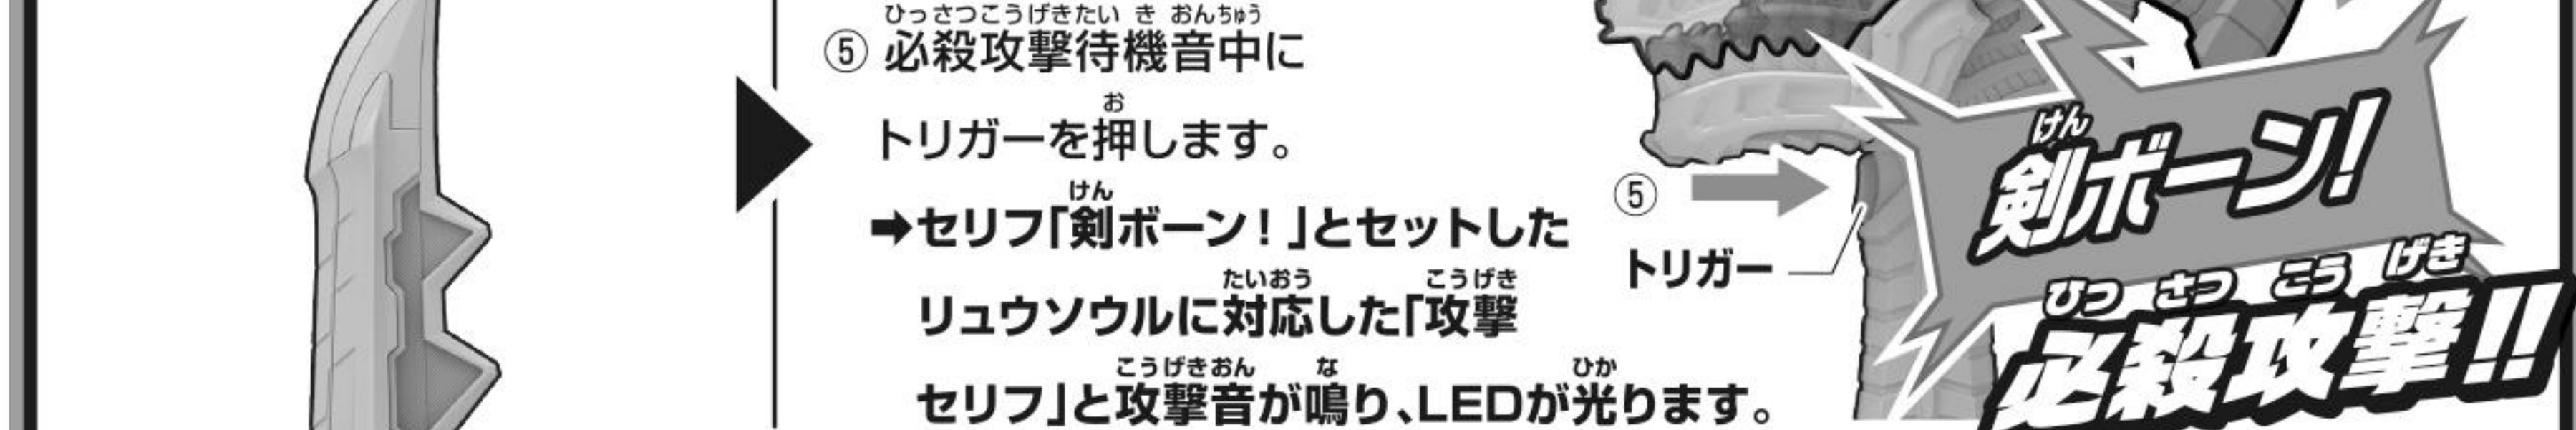 ひっさつこうげきたい き おんちゅう
⑤ 必殺攻撃待機音中に
お
トリガーを押します。
けん
➡セリフ「剣ボーン！」とセットした
たいおう こうげき
リュウソウルに対応した「攻撃
こうげきおん な ひか
セリフ」と攻撃音が鳴り、LEDが光ります。
⑤
トリガー
けん
剣ボーン!
ひっ さつ こう げき
必殺攻撃!!